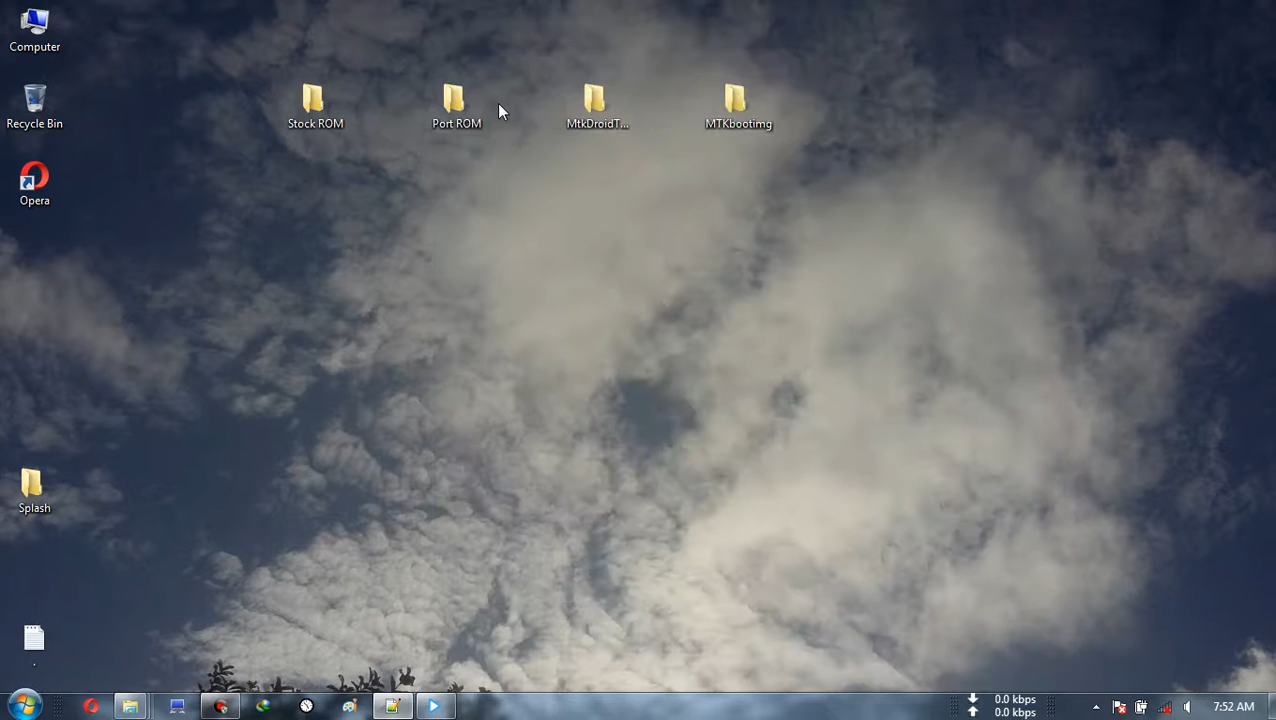 Computer
Stock ROM
Port ROM
MtkDroidT...
MTKbootimg
Recycle Bin
Opera
Splash
.
0.0 kbps
0.0 kbps
7:52 AM